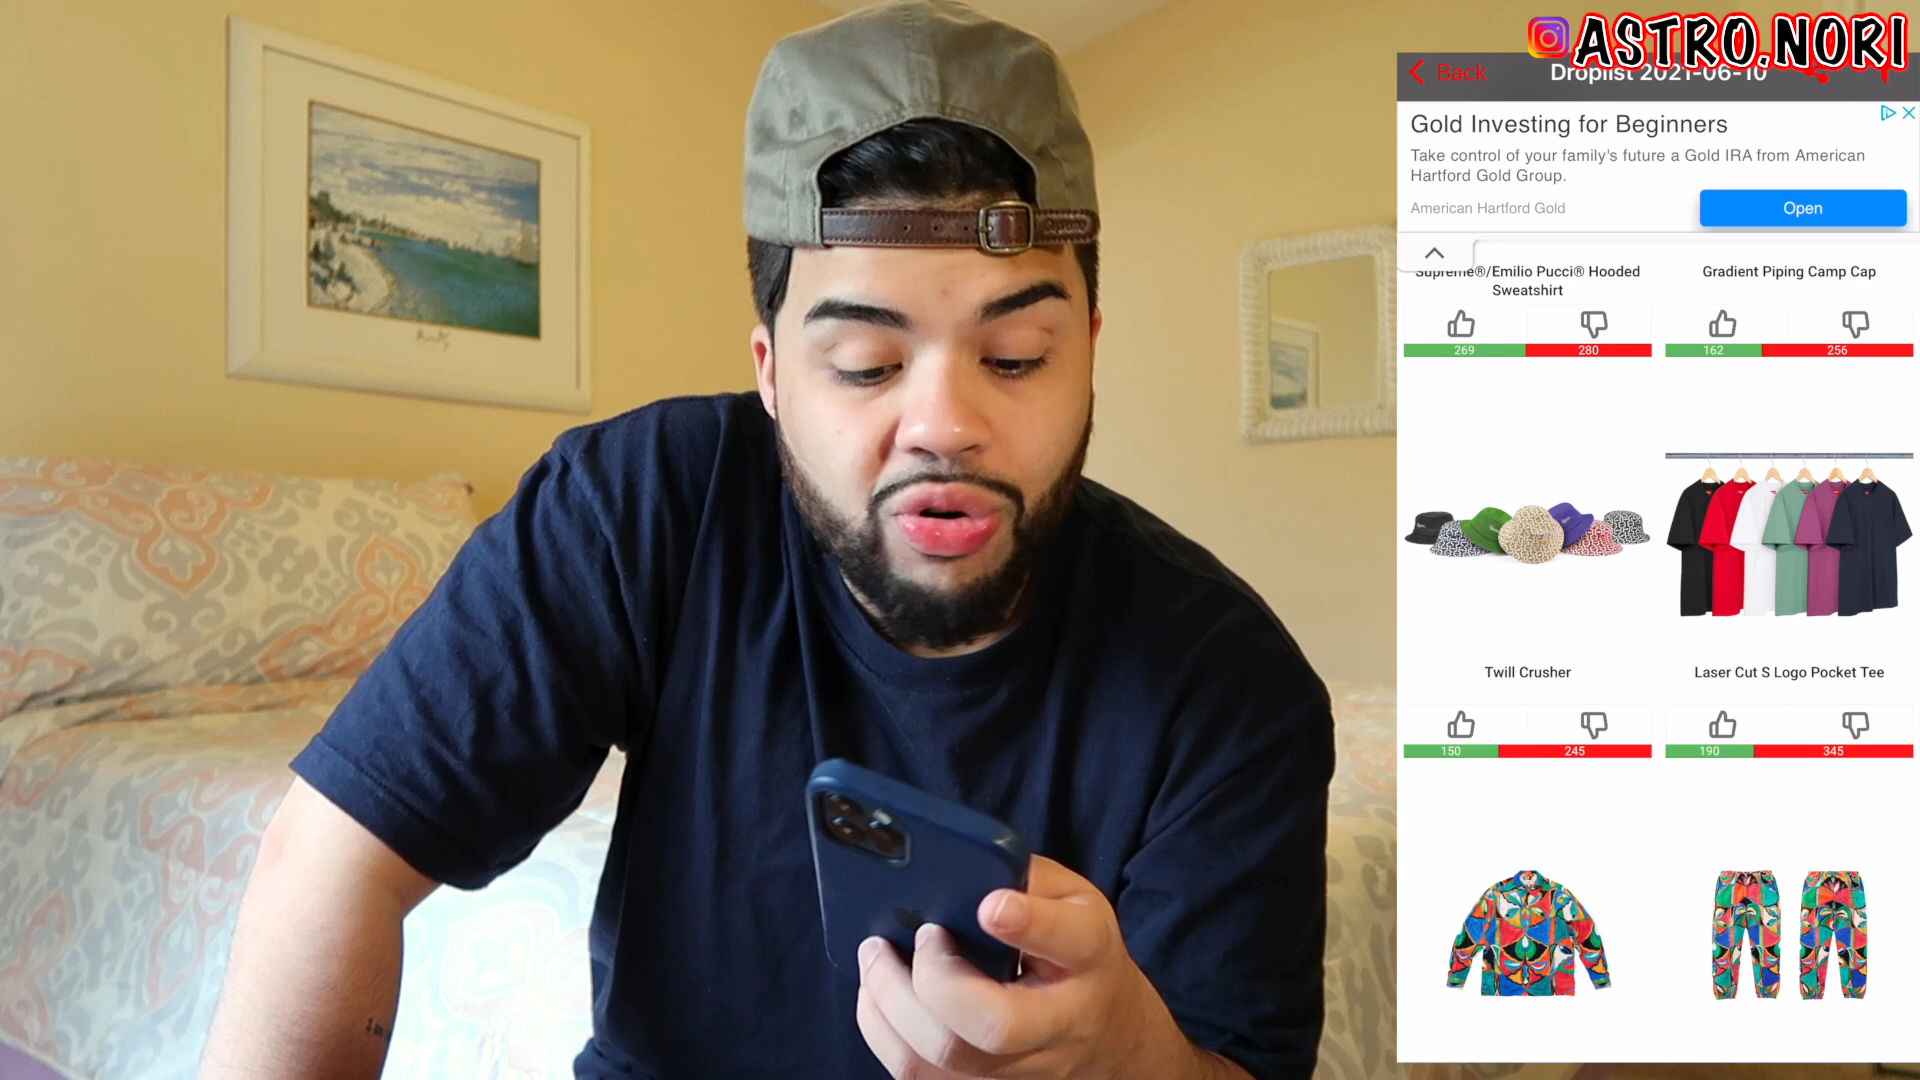 ASTRO.NORI
Back
Droplist 2021-06-10
Gold Investing for Beginners
Take control of your family's future a Gold IRA from American
Hartford Gold Group.
American Hartford Gold
Open
Supreme®/Emilio Pucci® Hooded
Sweatshirt
269
280
Gradient Piping Camp Cap
162
256
Twill Crusher
150
245
Laser Cut S Logo Pocket Tee
190
345